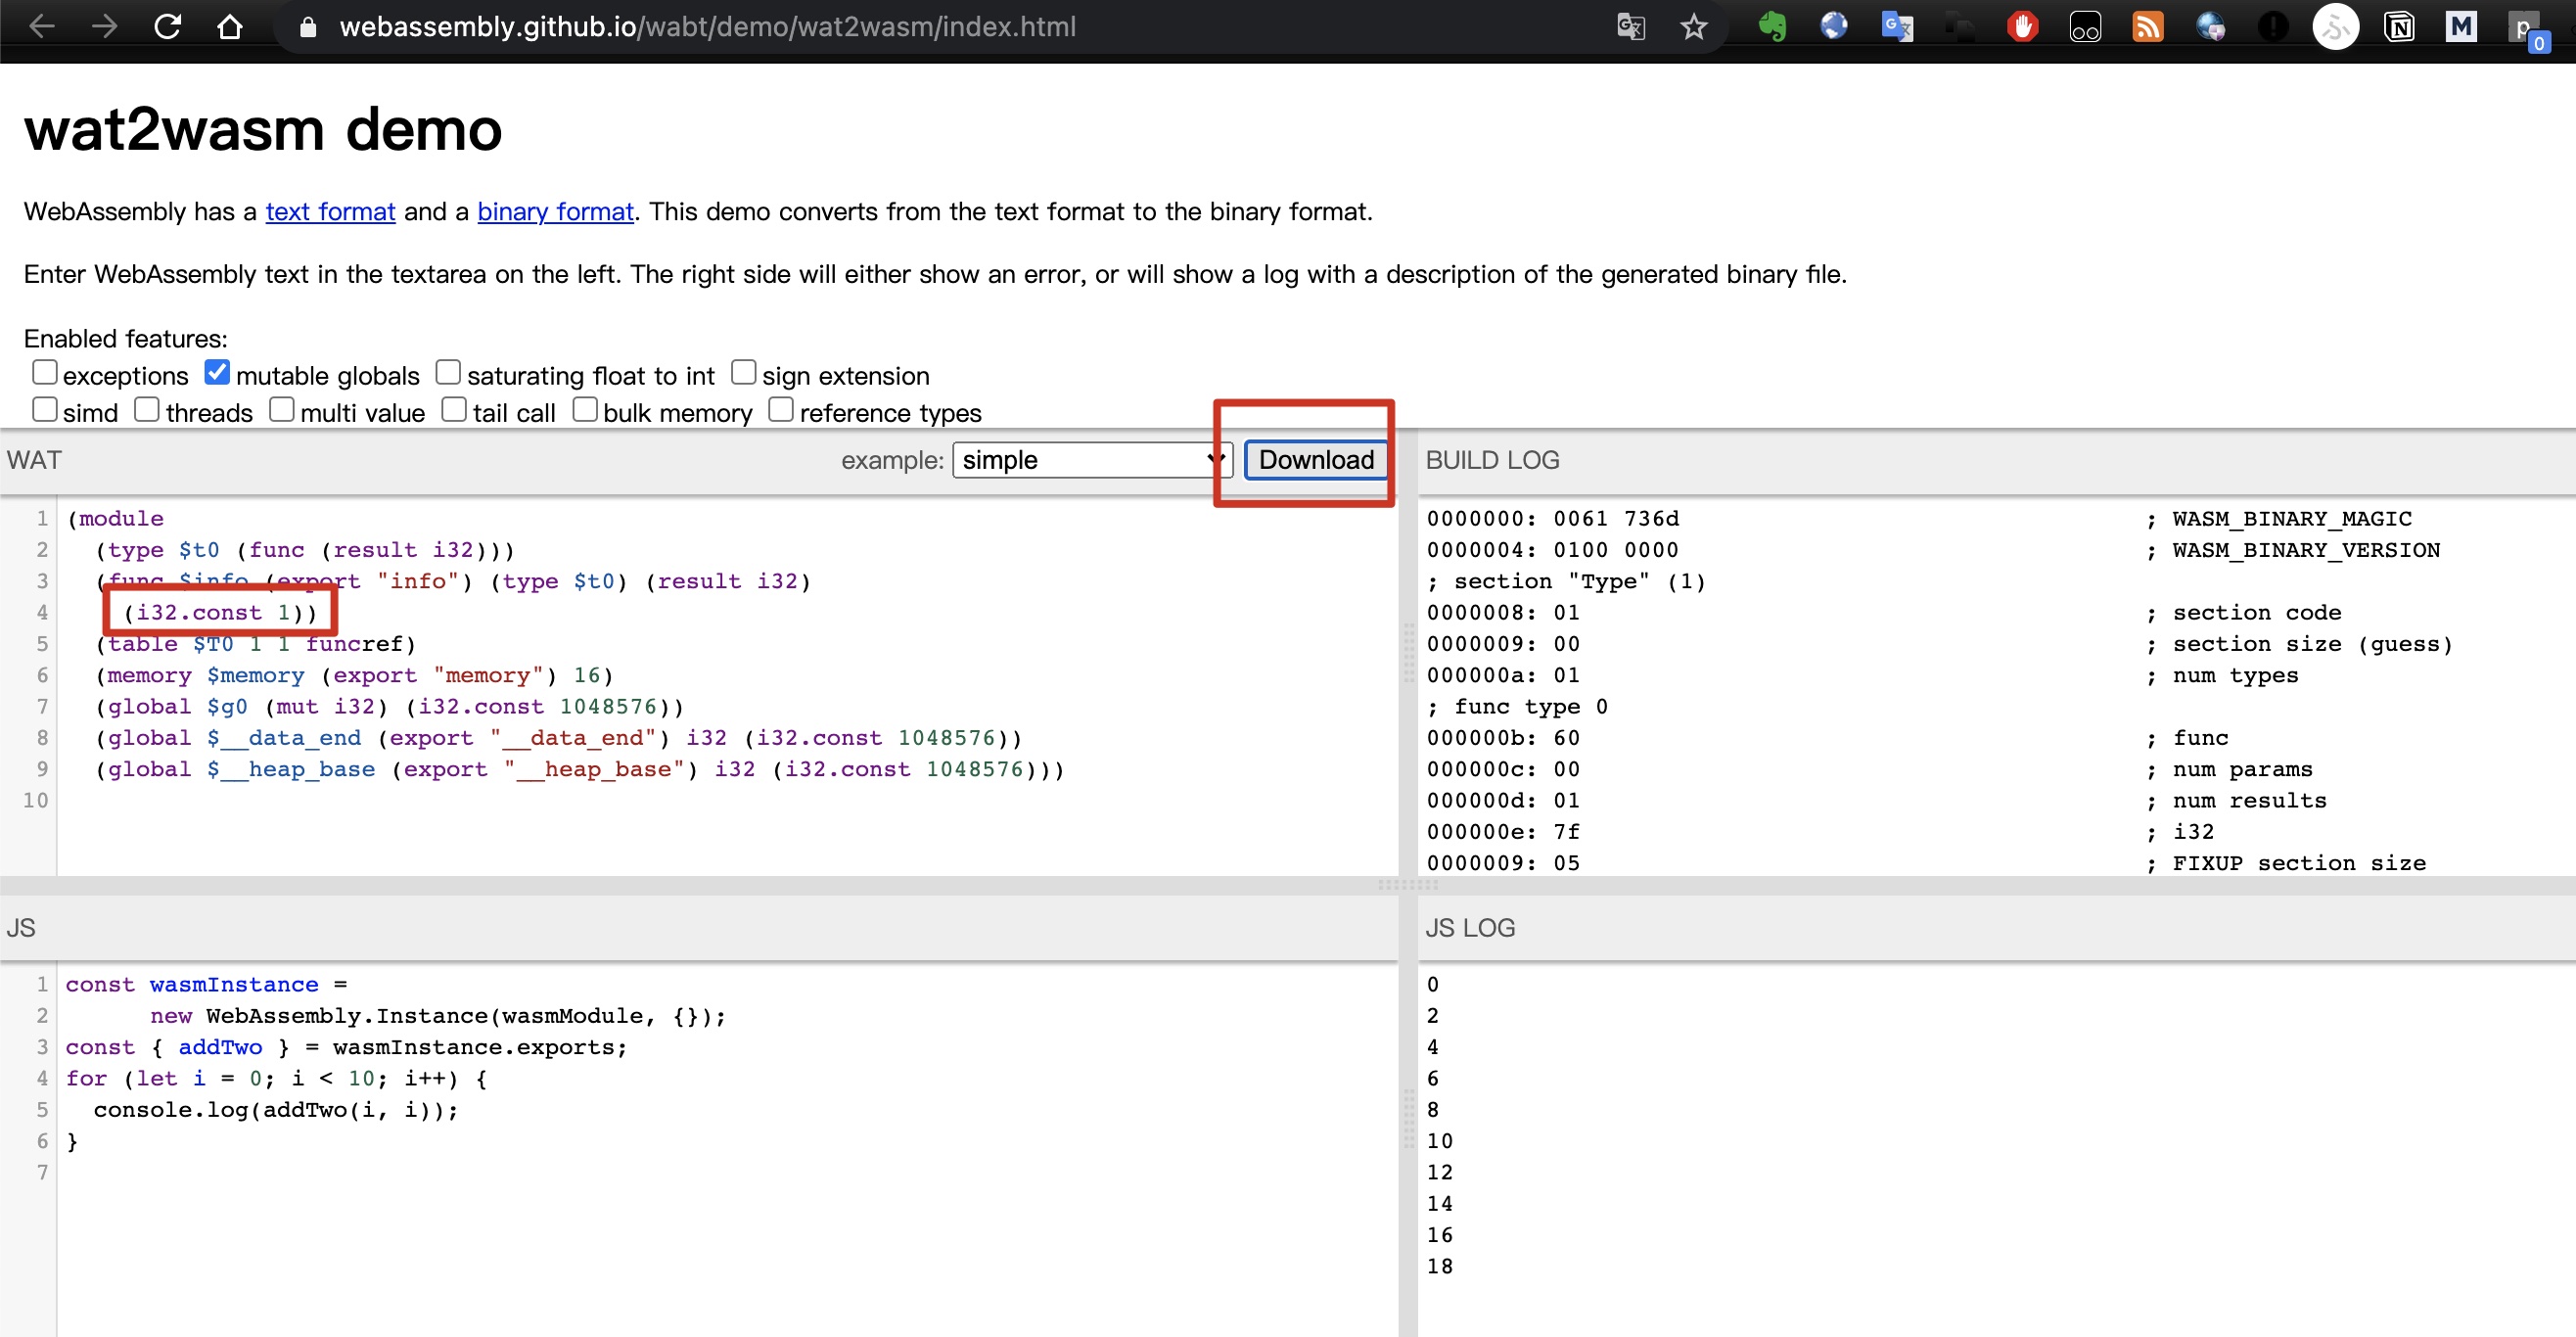 webassembly.github.io/wabt/demo/wat2wasm/index.html
wat2wasm demo
WebAssembly has a text format and a binary format. This demo converts from the text format to the binary format.
Enter WebAssembly text in the textarea on the left. The right side will either show an error, or will show a log with a description of the generated binary file.
Enabled features:
exceptions mutable globals saturating float to int sign extension
simd threads multi value tail call bulk memory reference types
WAT example: simple Download
1 (module
2   (type $t0 (func (result i32)))
3   (func $info (export "info") (type $t0) (result i32)
4     (i32.const 1))
5   (table $T0 1 1 funcref)
6   (memory $memory (export "memory") 16)
7   (global $g0 (mut i32) (i32.const 1048576))
8   (global $__data_end (export "__data_end") i32 (i32.const 1048576))
9   (global $__heap_base (export "__heap_base") i32 (i32.const 1048576)))
10
BUILD LOG
0000000: 0061 736d ; WASM_BINARY_MAGIC
0000004: 0100 0000 ; WASM_BINARY_VERSION
; section "Type" (1)
0000008: 01 ; section code
0000009: 00 ; section size (guess)
000000a: 01 ; num types
; func type 0
000000b: 60 ; func
000000c: 00 ; num params
000000d: 01 ; num results
000000e: 7f ; i32
0000009: 05 ; FIXUP section size
JS
1 const wasmInstance =
2       new WebAssembly.Instance(wasmModule, {});
3 const { addTwo } = wasmInstance.exports;
4 for (let i = 0; i < 10; i++) {
5   console.log(addTwo(i, i));
6 }
7
JS LOG
0
2
4
6
8
10
12
14
16
18